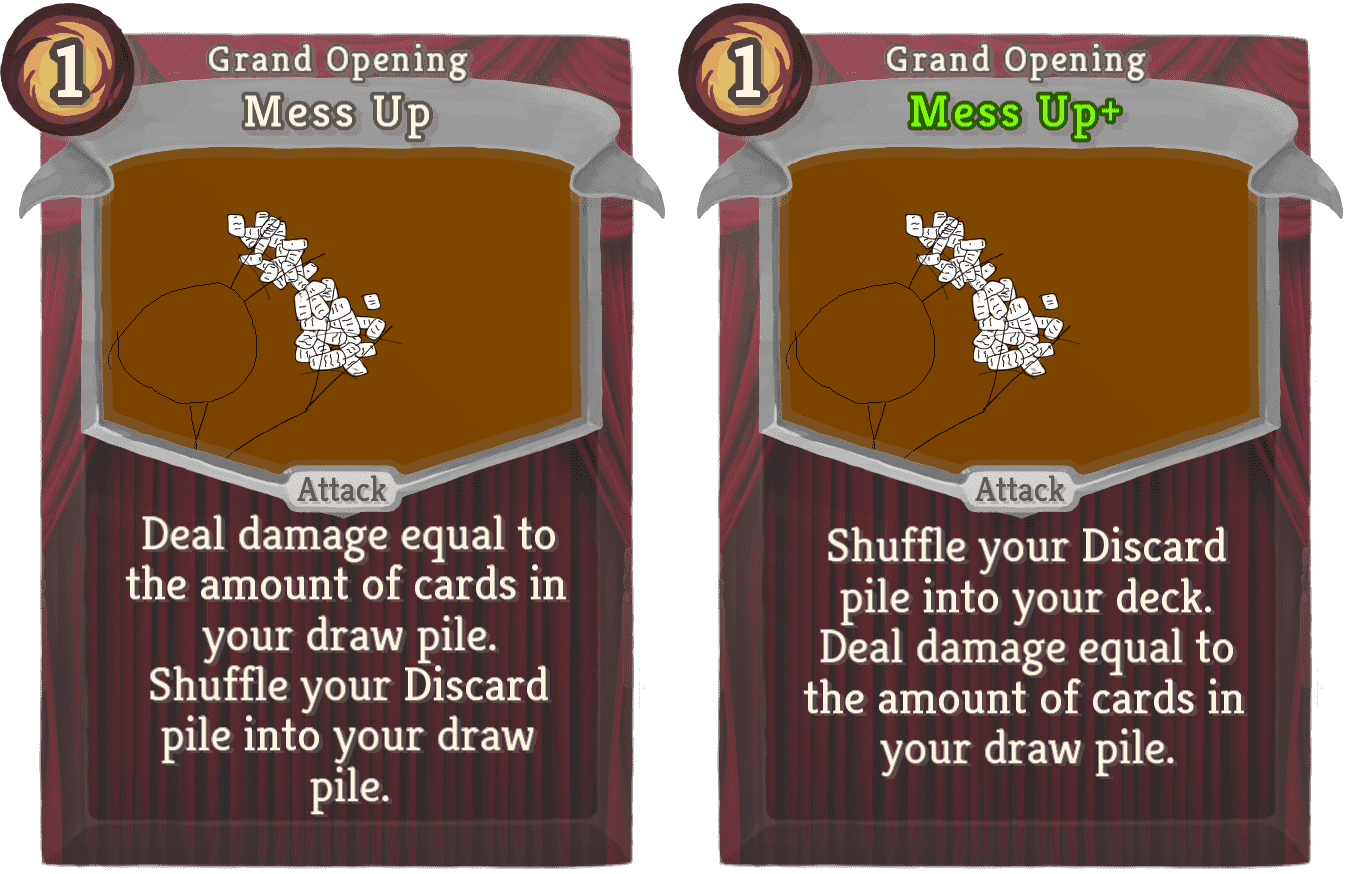 1
Grand Opening
Mess Up
Attack
Deal damage equal to
the amount of cards in
your draw pile.
Shuffle your Discard
pile into your draw
pile.
1
Grand Opening
Mess Up+
Attack
Shuffle your Discard
pile into your deck.
Deal damage equal to
the amount of cards in
your draw pile.